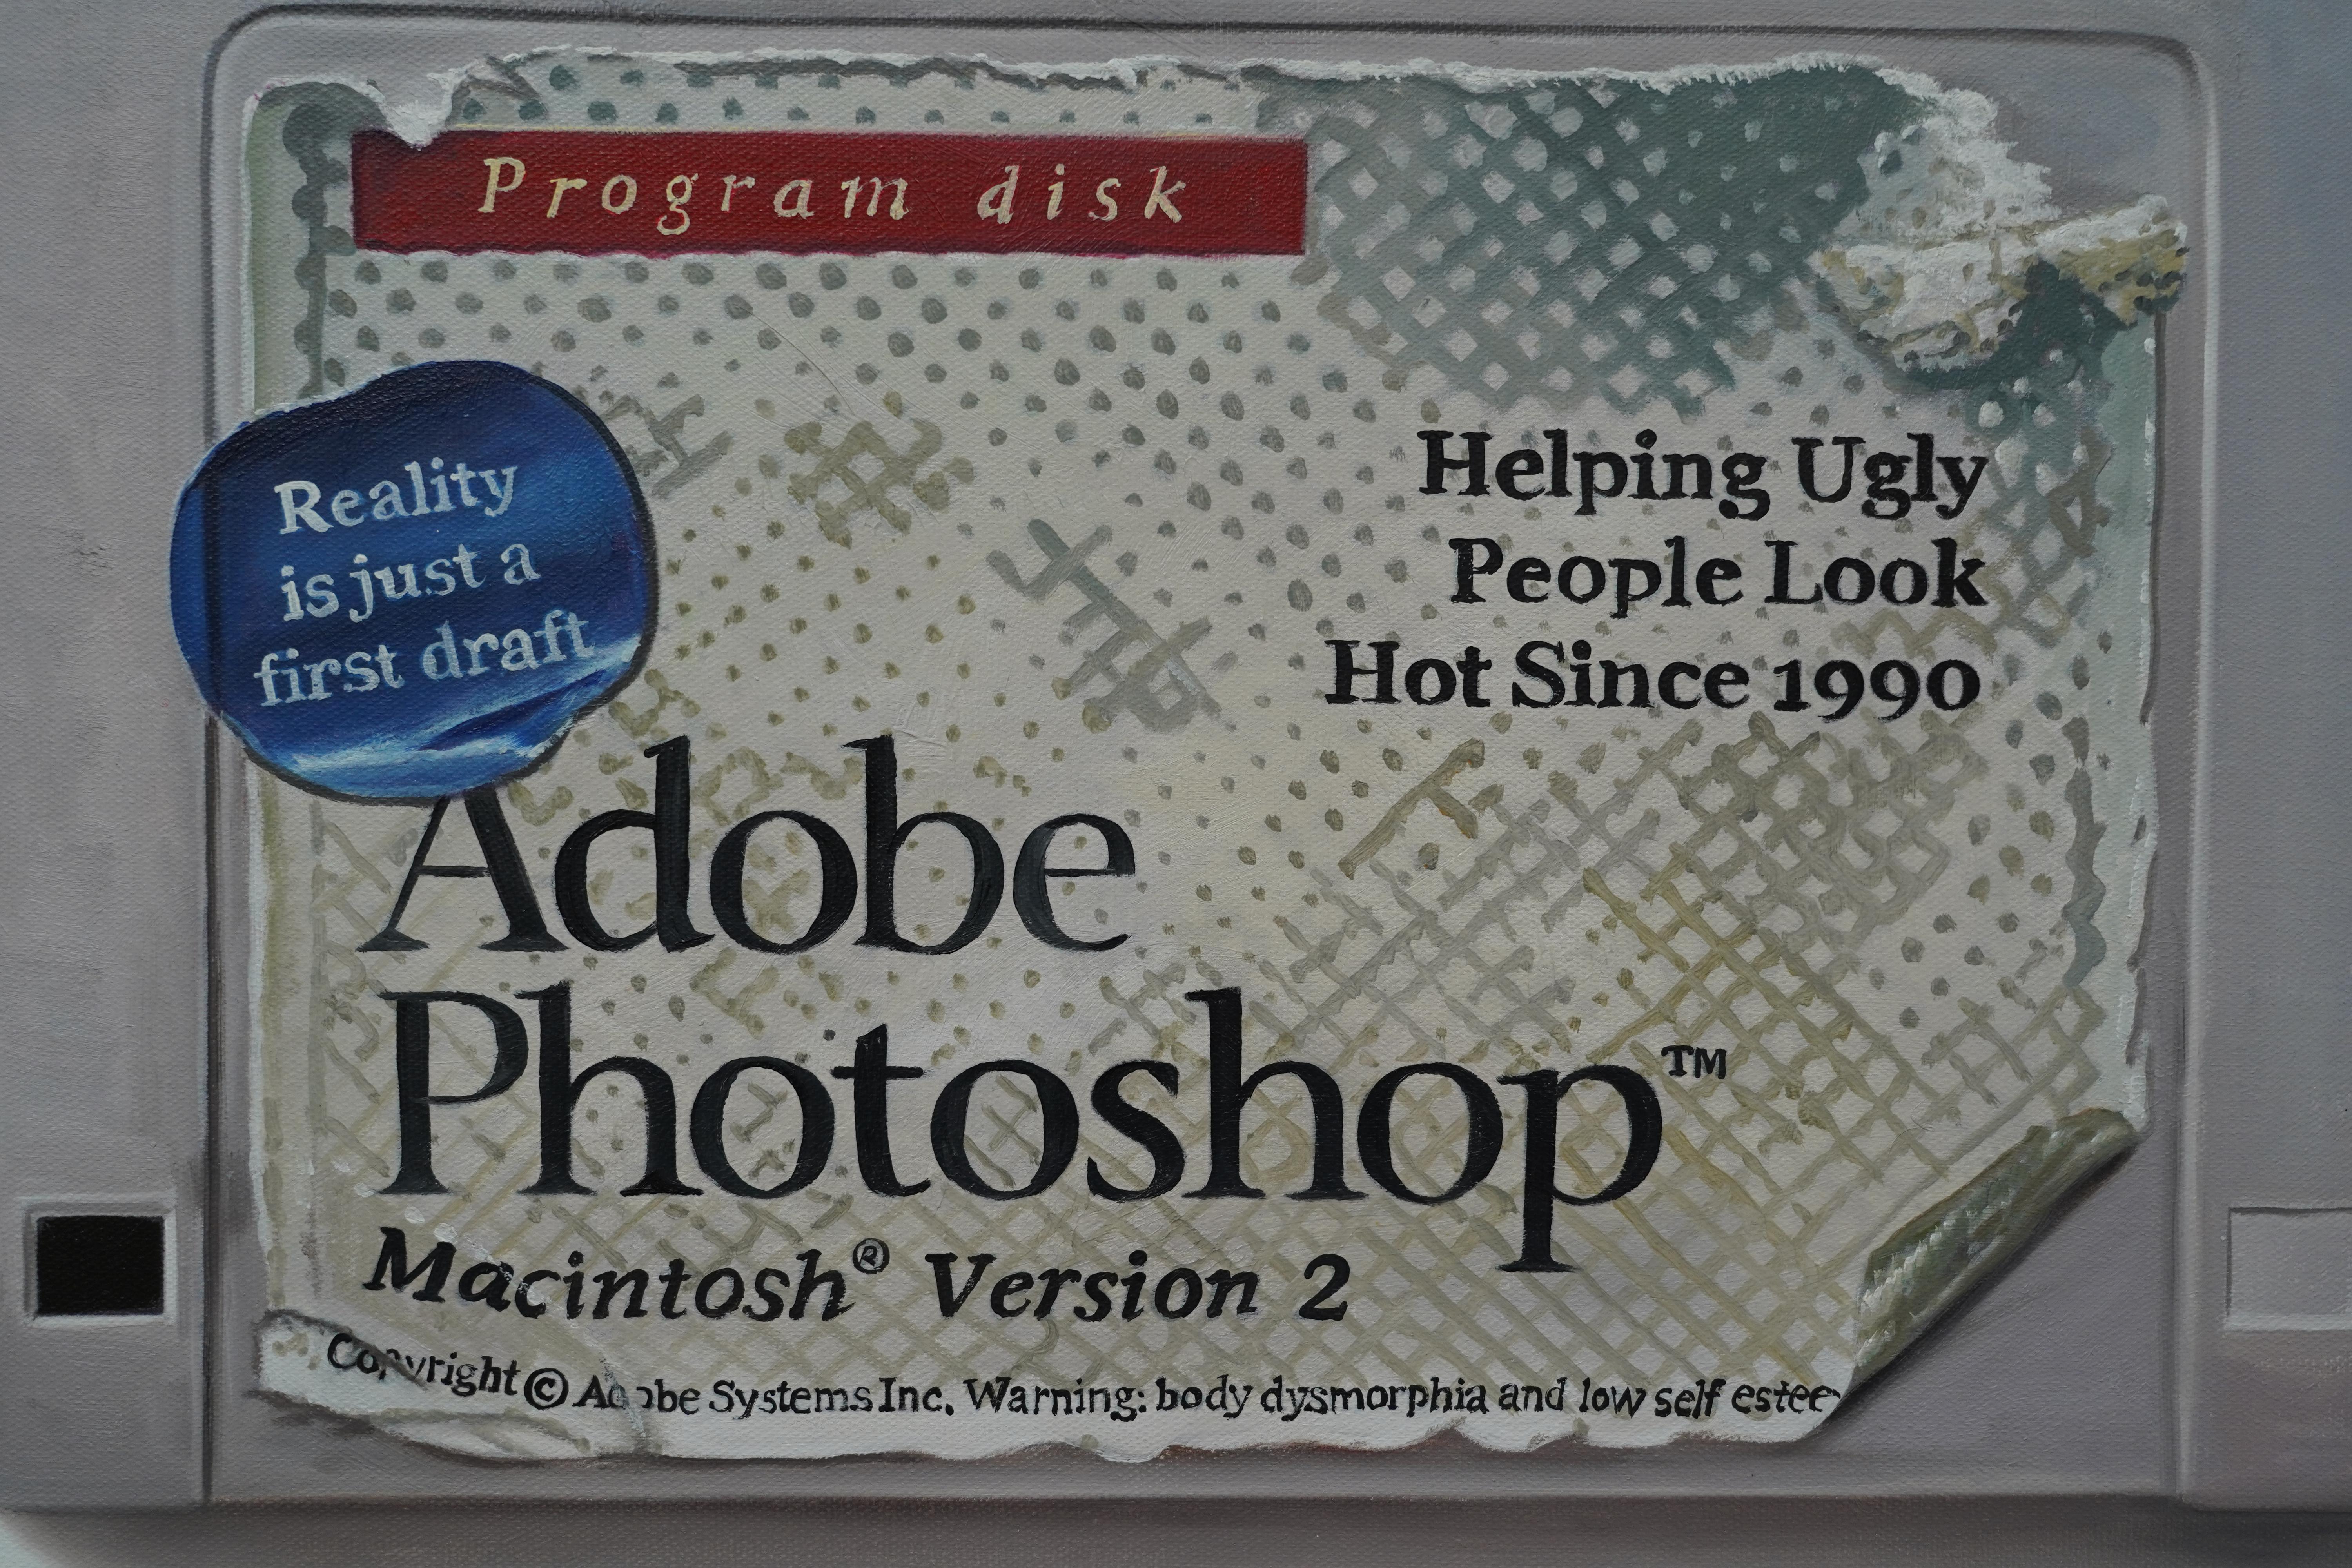 Program disk
Reality
is just a
first draft
Helping Ugly
People Look
Hot Since 1990
Adobe
Photoshop™
Macintosh® Version 2
Copyright © Adobe Systems Inc. Warning: body dysmorphia and low self estee